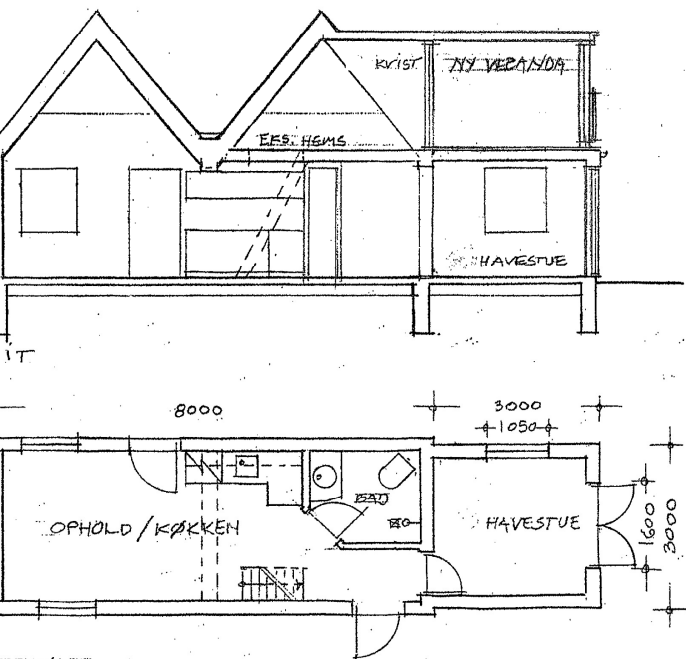 KVIST NY VERANDA
EKS. HEMS
HAVESTUE
IT
8000
3000
1050
BAD
OPHOLD / KØKKEN
HAVESTUE
1600
3000